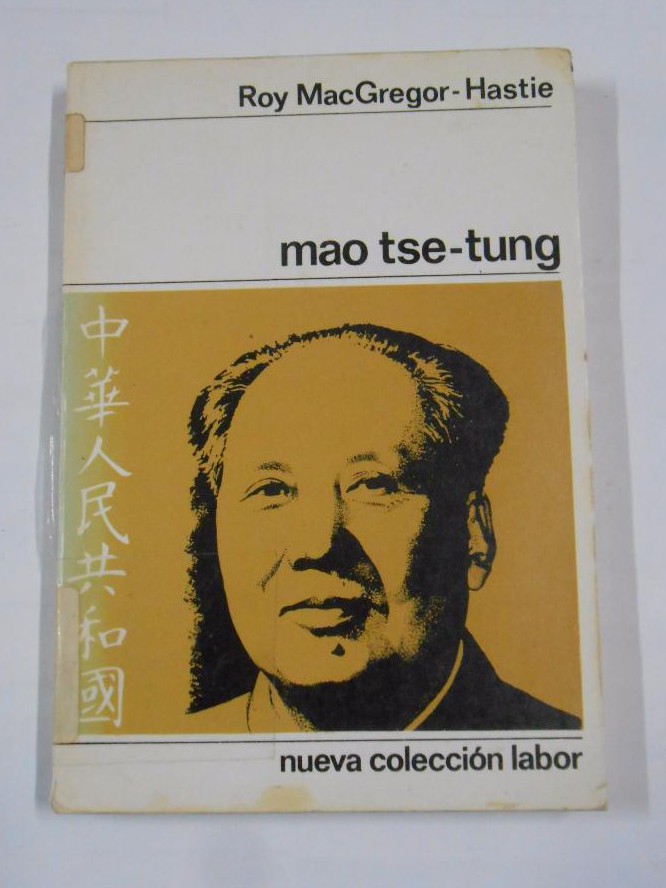 Roy MacGregor-Hastie
mao tse-tung
中華人民共和國
nueva colección labor